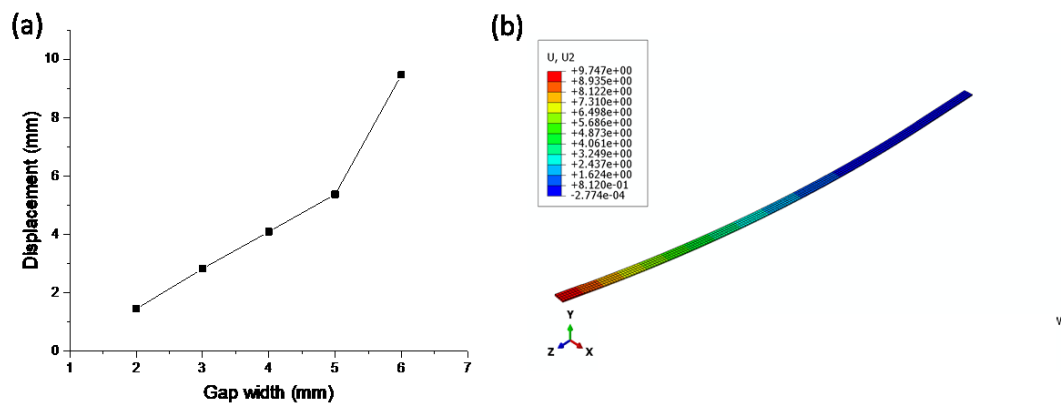 (a)
10
8
6
4
2
0
Displacement (mm)
1 2 3 4 5 6 7
Gap width (mm)
(b)
U, U2
+9.747e+00
+8.935e+00
+8.122e+00
+7.310e+00
+6.498e+00
+5.686e+00
+4.873e+00
+4.061e+00
+3.249e+00
+2.437e+00
+1.624e+00
+8.120e-01
-2.774e-04
Y
Z X